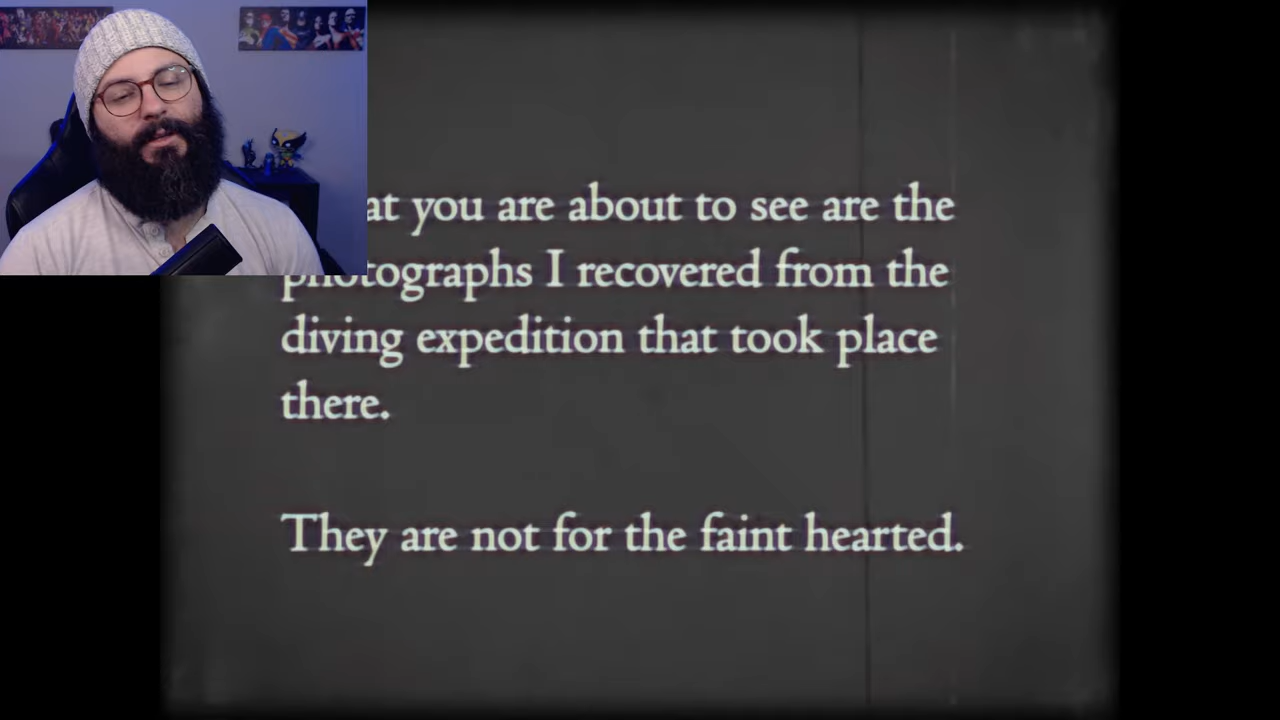 at you are about to see are the
photographs I recovered from the
diving expedition that took place
there.
They are not for the faint hearted.